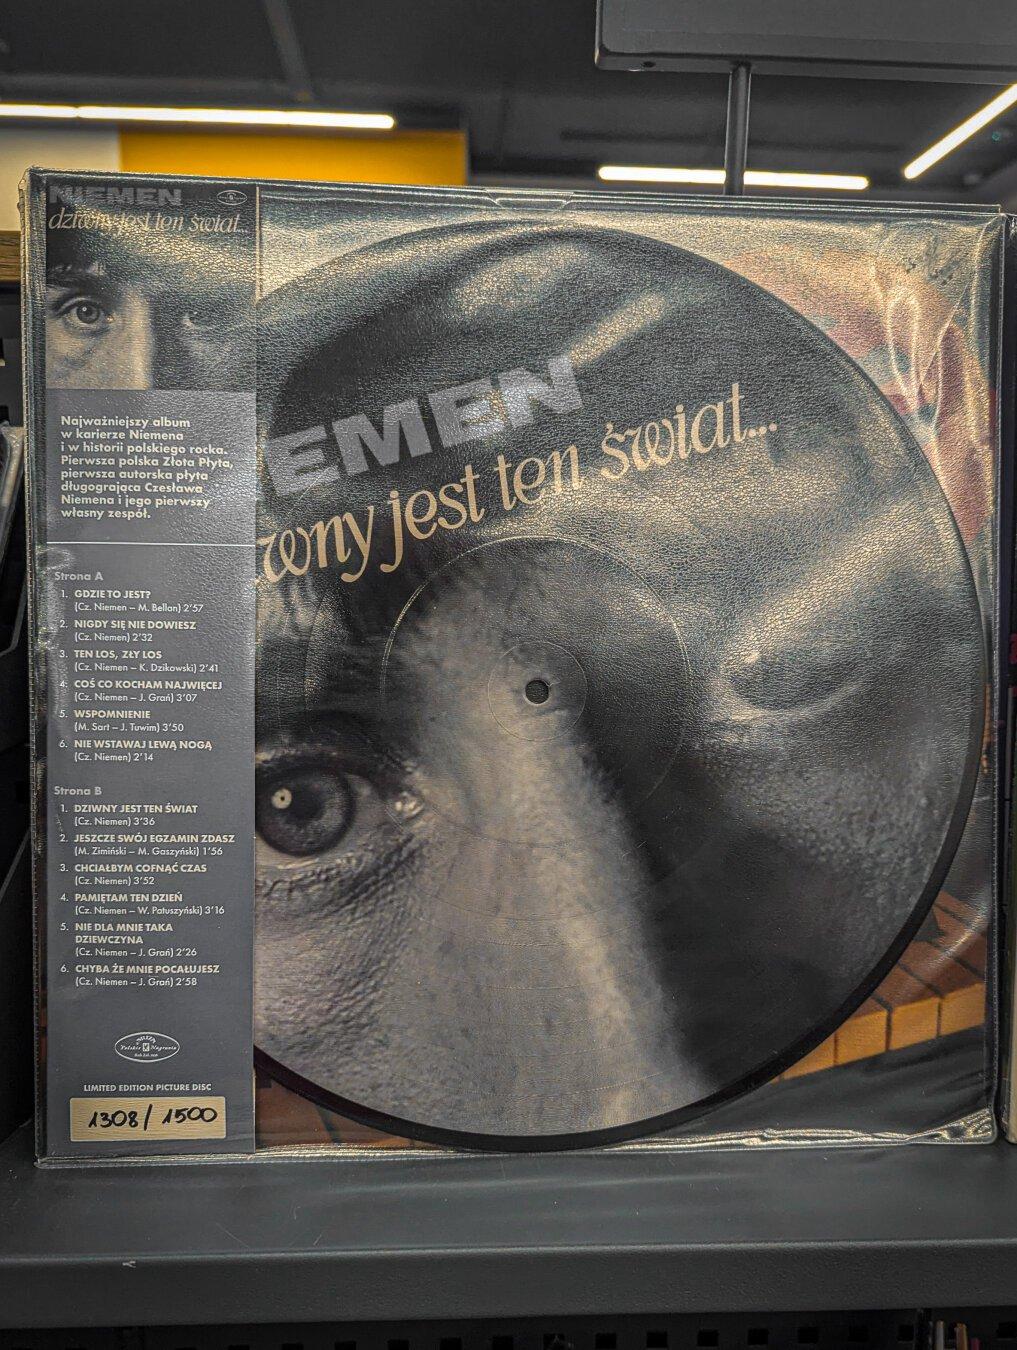 NIEMEN
dziwny jest ten świat...
Najważniejszy album
w karierze Niemena
i w historii polskiego rocka.
Pierwsza polska Złota Płyta,
pierwsza autorska płyta
długogrająca Czesława
Niemena i jego pierwszy
własny zespół.
Strona A
1. GDZIE TO JEST?
(Cz. Niemen – M. Bellan) 2'57
2. NIGDY SIĘ NIE DOWIESZ
(Cz. Niemen) 2'32
3. TEN LOS, ZŁY LOS
(Cz. Niemen – K. Dzikowski) 2'41
4. COŚ CO KOCHAM NAJWIĘCEJ
(Cz. Niemen – J. Grań) 3'07
5. WSPOMNIENIE
(M. Sart – J. Tuwim) 3'50
6. NIE WSTAWAJ LEWĄ NOGĄ
(Cz. Niemen) 2'14
Strona B
1. DZIWNY JEST TEN ŚWIAT
(Cz. Niemen) 3'36
2. JESZCZE SWÓJ EGZAMIN ZDASZ
(M. Zimiński – M. Gaszyński) 1'56
3. CHCIAŁBYM COFNĄĆ CZAS
(Cz. Niemen) 3'52
4. PAMIĘTAM TEN DZIEŃ
(Cz. Niemen – W. Patuszyński) 3'16
5. NIE DLA MNIE TAKA
DZIEWCZYNA
(Cz. Niemen – J. Grań) 2'26
6. CHYBA ŻE MNIE POCAŁUJESZ
(Cz. Niemen – J. Grań) 2'58
MUZA
Polskie Nagrania
LIMITED EDITION PICTURE DISC
1308/1500
EMEN
wny jest ten świat...